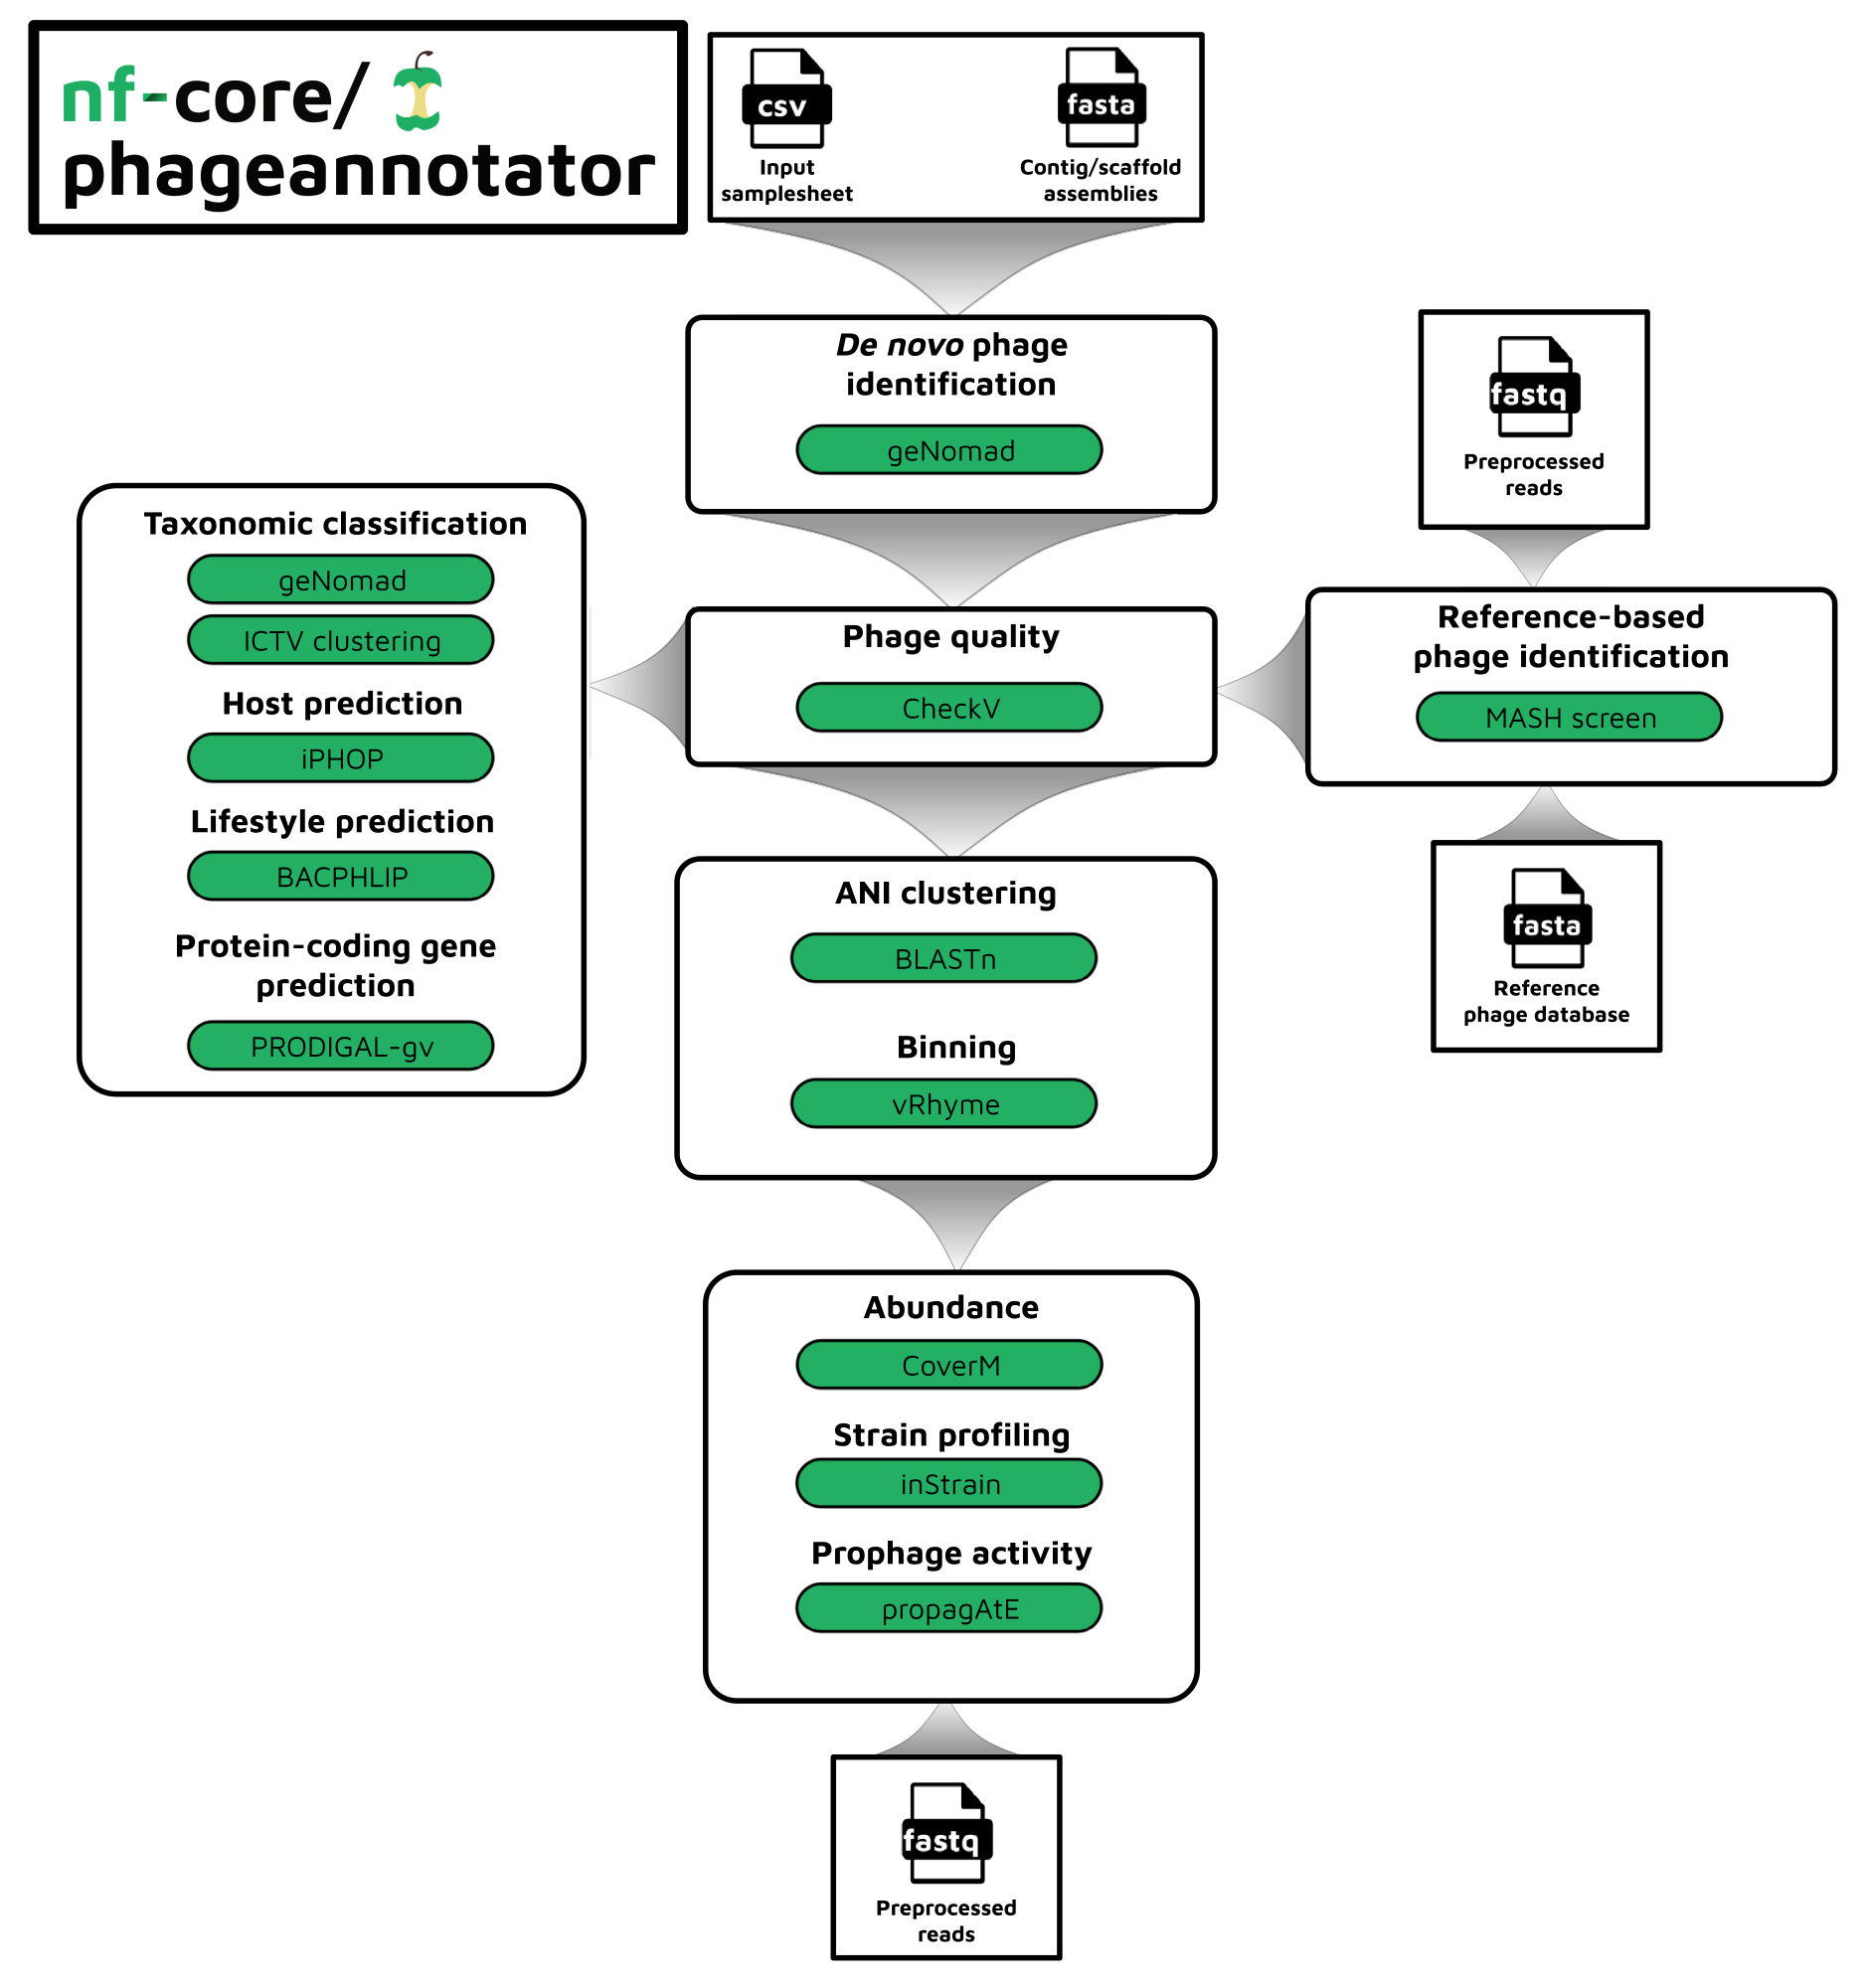 nf-core/
phageannotator
csv
Input
samplesheet
fasta
Contig/scaffold
assemblies
De novo phage
identification
geNomad
fastq
Preprocessed
reads
Taxonomic classification
geNomad
ICTV clustering
Host prediction
iPHOP
Lifestyle prediction
BACPHLIP
Protein-coding gene
prediction
PRODIGAL-gv
Phage quality
CheckV
Reference-based
phage identification
MASH screen
fasta
Reference
phage database
ANI clustering
BLASTn
Binning
vRhyme
Abundance
CoverM
Strain profiling
inStrain
Prophage activity
propagAtE
fastq
Preprocessed
reads